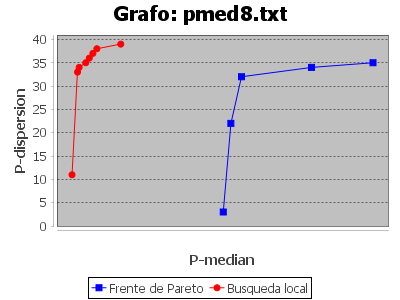 Grafo: pmed8.txt
40
35
30
25
20
15
10
5
0
P-dispersion
P-median
Frente de Pareto Busqueda local